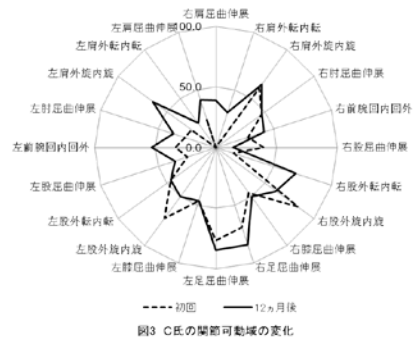 右肩屈曲伸展
左肩屈曲伸展
右肩外転内転
左肩外転内転
右肩外旋内旋
左肩外旋内旋
右肘屈曲伸展
左肘屈曲伸展
右前腕回内回外
左前腕回内回外
右股屈曲伸展
左股屈曲伸展
右股外転内転
左股外転内転
右股外旋内旋
左股外旋内旋
右膝屈曲伸展
左膝屈曲伸展
右足屈曲伸展
左足屈曲伸展
00.0
50.0
0.0
初回
12ヵ月後
図3 C氏の関節可動域の変化